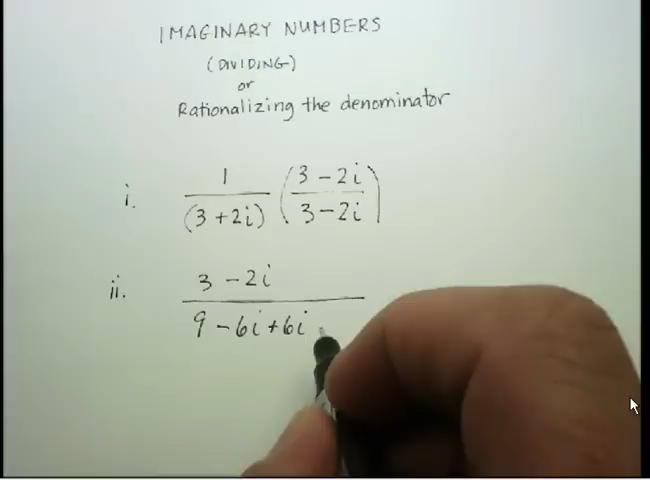 IMAGINARY NUMBERS
(DIVIDING)
or
Rationalizing the denominator
i. 1/(3+2i) (3-2i/3-2i)
ii. 3-2i/9-6i+6i